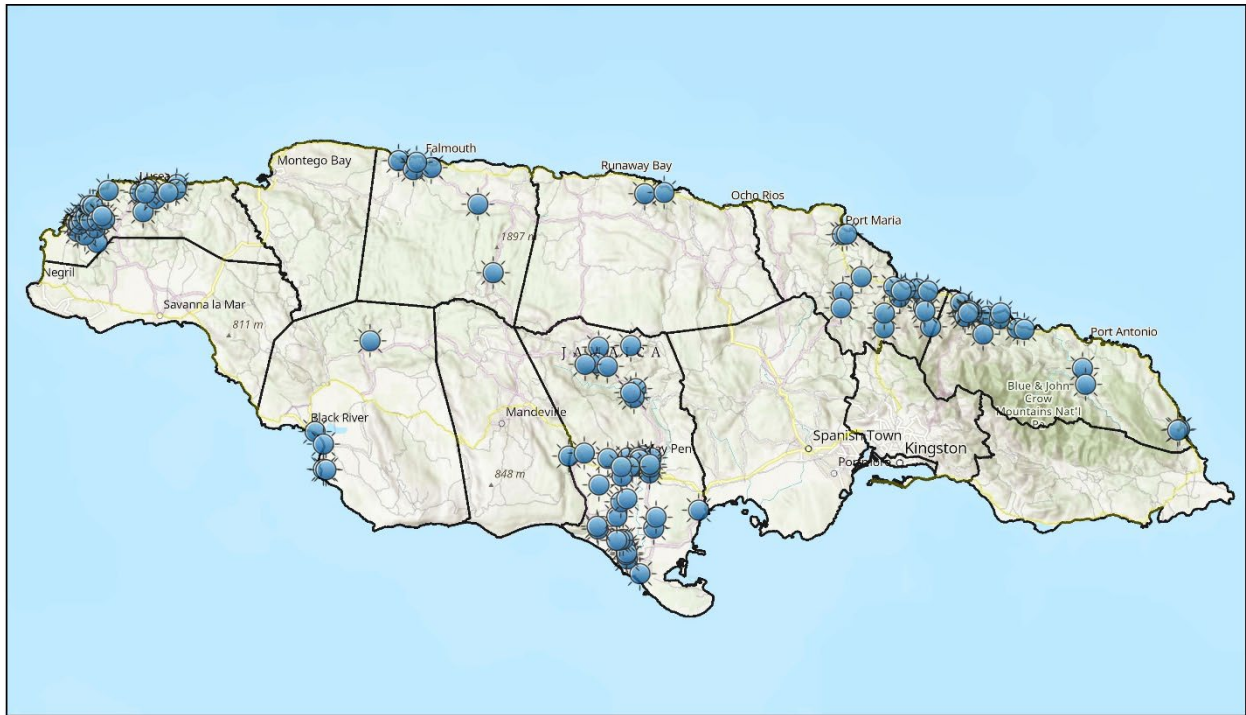 Montego Bay
Falmouth
Runaway Bay
Ocho Rios
Port Maria
1897 m
Negril
Savanna la Mar
811 m
Port Antonio
Blue & John
Crow
Mountains Nat'l
Black River
Mandeville
848 m
Spanish Town
Kingston